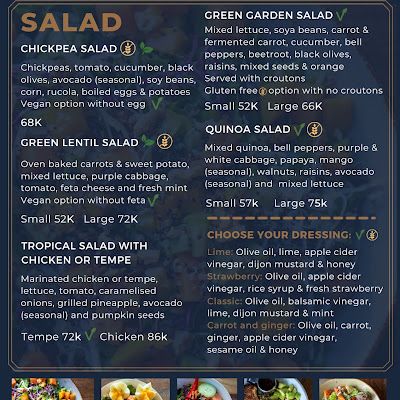 SALAD
CHICKPEA SALAD
Chickpeas, tomato, cucumber, black
olives, avocado (seasonal), soy beans,
corn, rucola, boiled eggs & potatoes
Vegan option without egg
68K
GREEN LENTIL SALAD
Oven baked carrots & sweet potato,
mixed lettuce, purple cabbage,
tomato, feta cheese and fresh mint
Vegan option without feta
Small 52K Large 72K
TROPICAL SALAD WITH
CHICKEN OR TEMPE
Marinated chicken or tempe,
lettuce, tomato, caramelised
onions, grilled pineapple, avocado
(seasonal) and pumpkin seeds
Tempe 72k Chicken 86k
GREEN GARDEN SALAD
Mixed lettuce, soya beans, carrot &
fermented carrot, cucumber, bell
peppers, beetroot, black olives,
raisins, mixed seeds & orange
Served with croutons
Gluten free option with no croutons
Small 52K Large 66K
QUINOA SALAD
Mixed quinoa, bell peppers, purple &
white cabbage, papaya, mango
(seasonal), walnuts, raisins, avocado
(seasonal) and mixed lettuce
Small 57k Large 75k
CHOOSE YOUR DRESSING:
Lime: Olive oil, lime, apple cider
vinegar, dijon mustard & honey
Strawberry: Olive oil, apple cider
vinegar, rice syrup & fresh strawberry
Classic: Olive oil, balsamic vinegar,
lime, dijon mustard & mint
Carrot and ginger: Olive oil, carrot,
ginger, apple cider vinegar,
sesame oil & honey